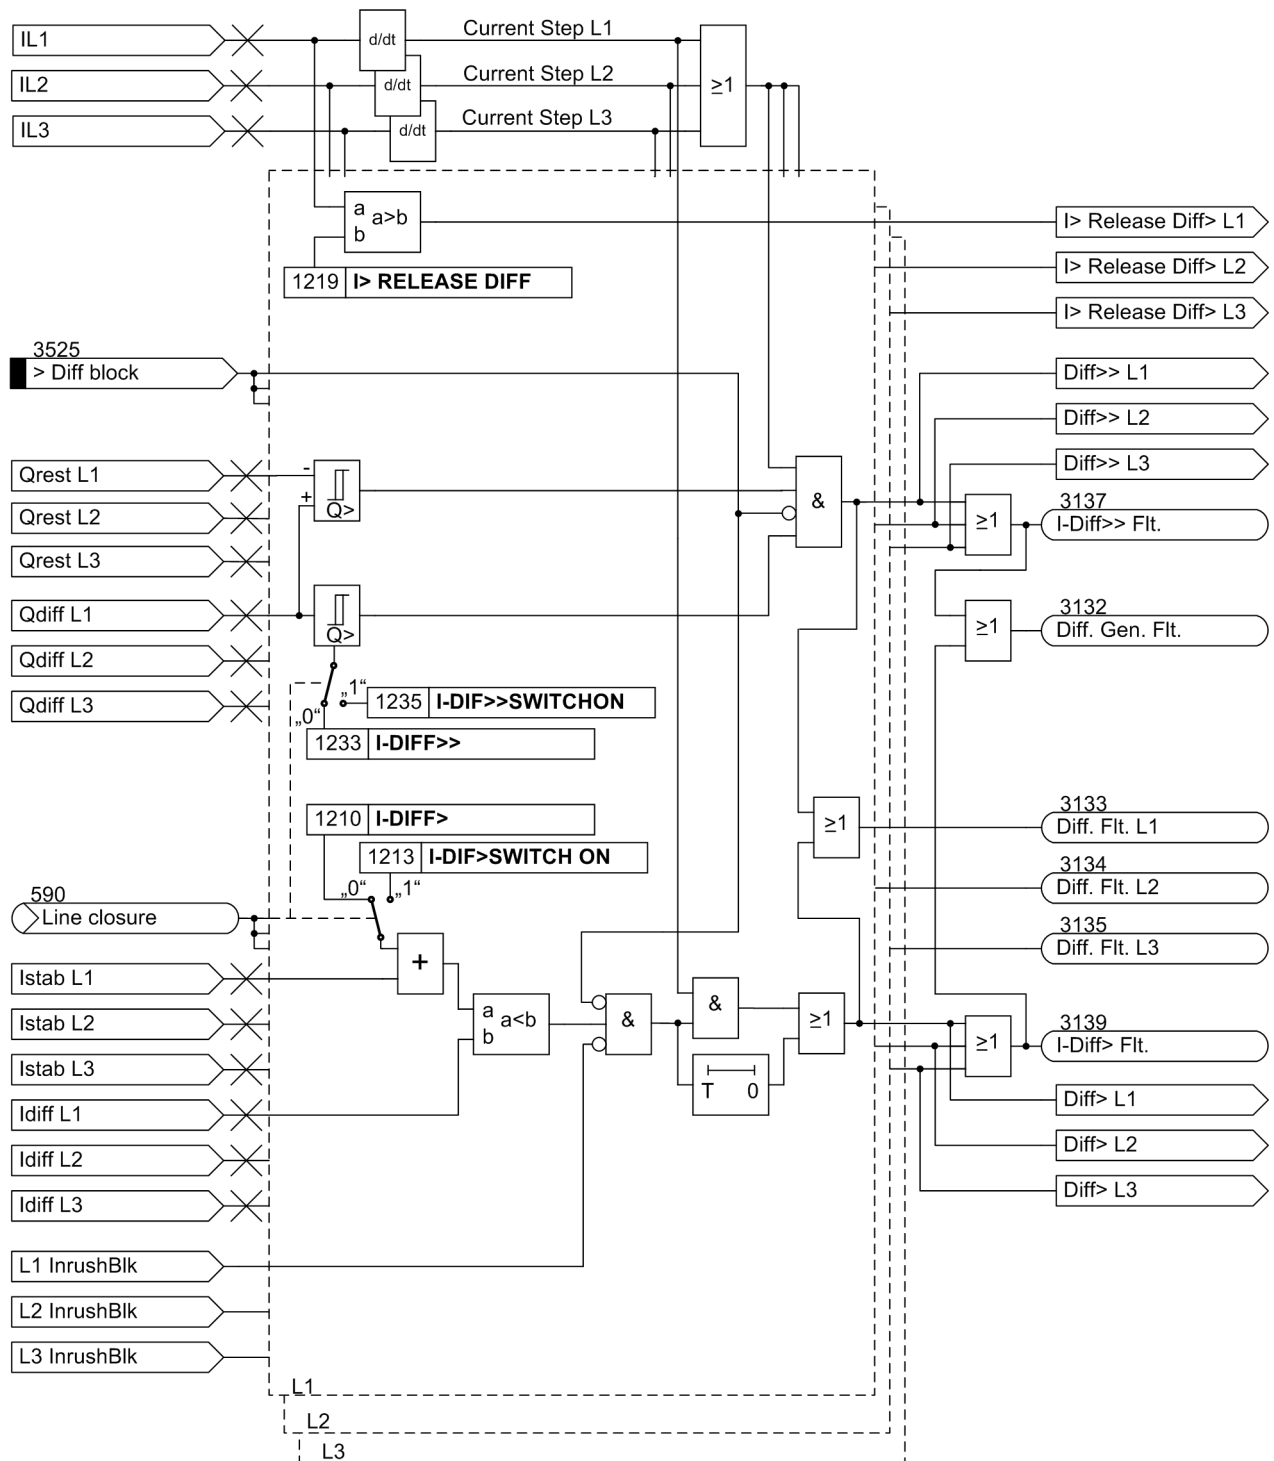 IL1
d/dt
Current Step L1
IL2
d/dt
Current Step L2
≥1
IL3
d/dt
Current Step L3
a
b
a>b
I> Release Diff> L1
1219 I> RELEASE DIFF
I> Release Diff> L2
I> Release Diff> L3
3525
> Diff block
Diff>> L1
Diff>> L2
Diff>> L3
Qrest L1
-
+
Q>
&
Qrest L2
≥1
3137
I-Diff>> Flt.
Qrest L3
Qdiff L1
Q>
≥1
3132
Diff. Gen. Flt.
Qdiff L2
Qdiff L3
„0“
„1“
1235 I-DIF>>SWITCHON
1233 I-DIFF>>
1210 I-DIFF>
≥1
3133
Diff. Flt. L1
1213 I-DIF>SWITCH ON
„0“
„1“
3134
Diff. Flt. L2
590
Line closure
3135
Diff. Flt. L3
+
Istab L1
a
b
a<b
&
&
≥1
Istab L2
≥1
3139
I-Diff> Flt.
Istab L3
T 0
Idiff L1
Diff> L1
Idiff L2
Diff> L2
Idiff L3
Diff> L3
L1 InrushBlk
L2 InrushBlk
L3 InrushBlk
L1
L2
L3